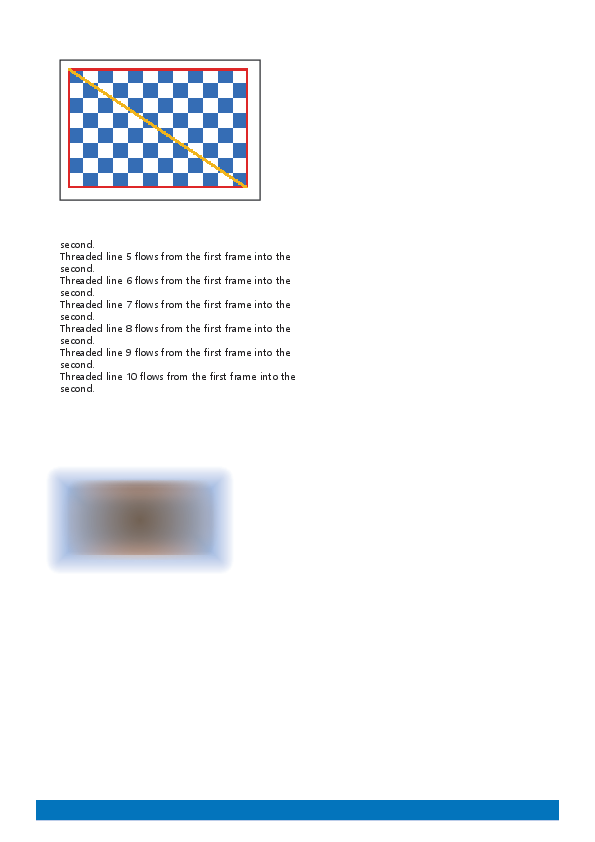 second.
Threaded line 5 flows from the first frame into the
second.
Threaded line 6 flows from the first frame into the
second.
Threaded line 7 flows from the first frame into the
second.
Threaded line 8 flows from the first frame into the
second.
Threaded line 9 flows from the first frame into the
second.
Threaded line 10 flows from the first frame into the
second.